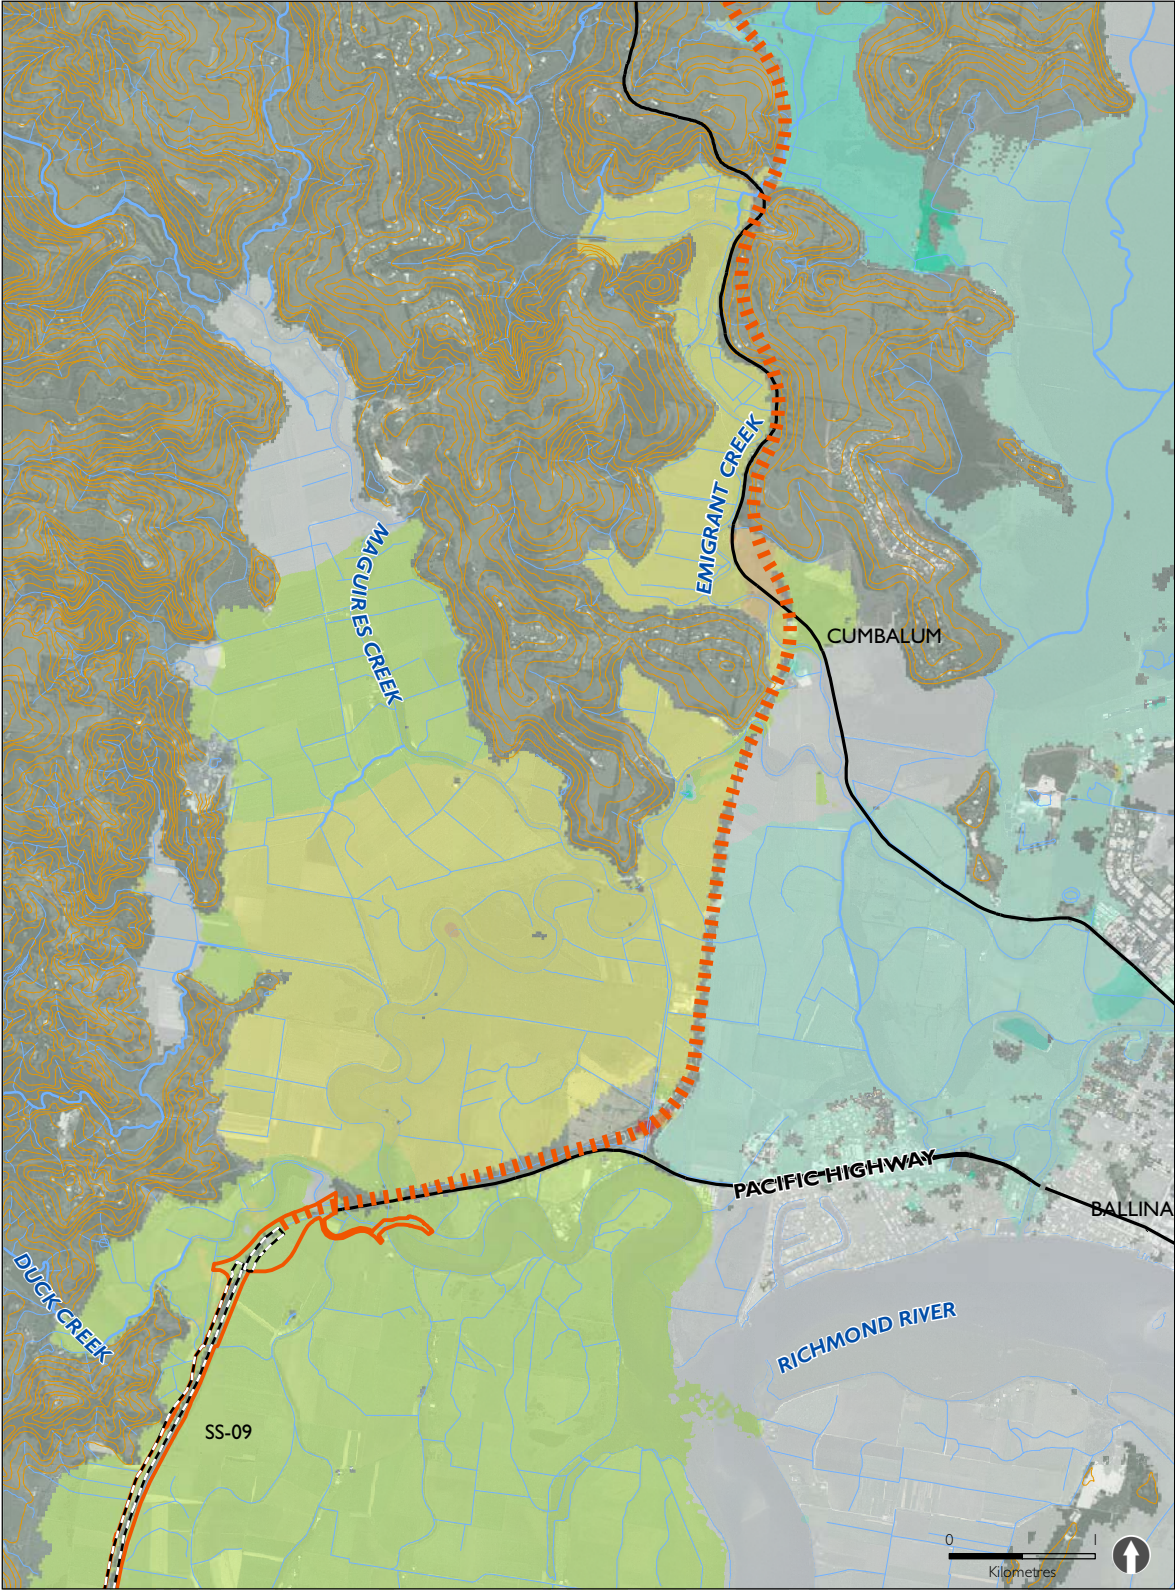 EMIGRANT CREEK
MAGUIRES CREEK
CUMBALUM
PACIFIC HIGHWAY
BALLINA
DUCK CREEK
RICHMOND RIVER
SS-09
0 1
Kilometres